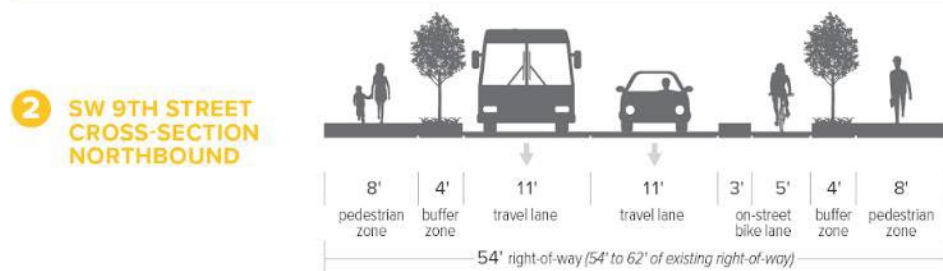 2 SW 9TH STREET
CROSS-SECTION
NORTHBOUND
8' 4' 11' 11' 3' 5' 4' 8'
pedestrian zone buffer zone travel lane travel lane on-street bike lane buffer zone pedestrian zone
54' right-of-way (54' to 62' of existing right-of-way)